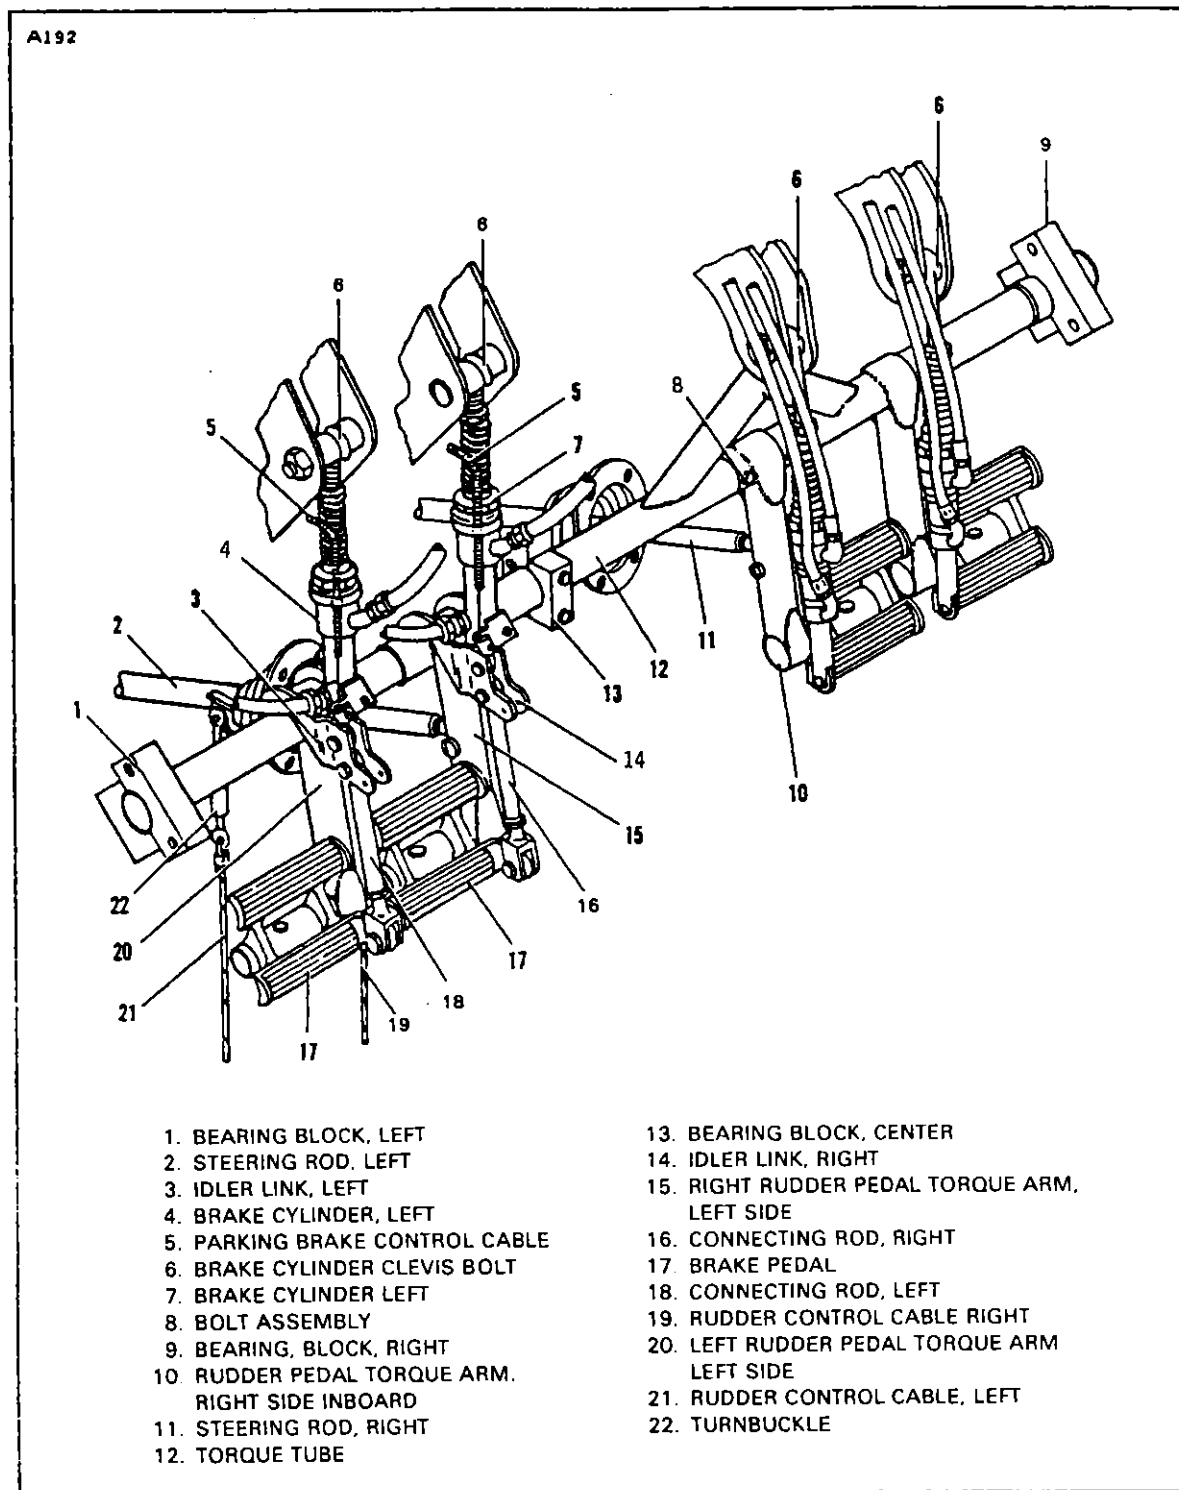 A192
6
6
9
6
6
8
5
5
7
4
3
2
1
11
12
13
14
10
15
22
16
20
17
18
21
19
17
1. BEARING BLOCK, LEFT
2. STEERING ROD, LEFT
3. IDLER LINK, LEFT
4. BRAKE CYLINDER, LEFT
5. PARKING BRAKE CONTROL CABLE
6. BRAKE CYLINDER CLEVIS BOLT
7. BRAKE CYLINDER LEFT
8. BOLT ASSEMBLY
9. BEARING, BLOCK, RIGHT
10. RUDDER PEDAL TORQUE ARM.
RIGHT SIDE INBOARD
11. STEERING ROD, RIGHT
12. TORQUE TUBE
13. BEARING BLOCK, CENTER
14. IDLER LINK, RIGHT
15. RIGHT RUDDER PEDAL TORQUE ARM,
LEFT SIDE
16. CONNECTING ROD, RIGHT
17. BRAKE PEDAL
18. CONNECTING ROD, LEFT
19. RUDDER CONTROL CABLE RIGHT
20. LEFT RUDDER PEDAL TORQUE ARM
LEFT SIDE
21. RUDDER CONTROL CABLE, LEFT
22. TURNBUCKLE